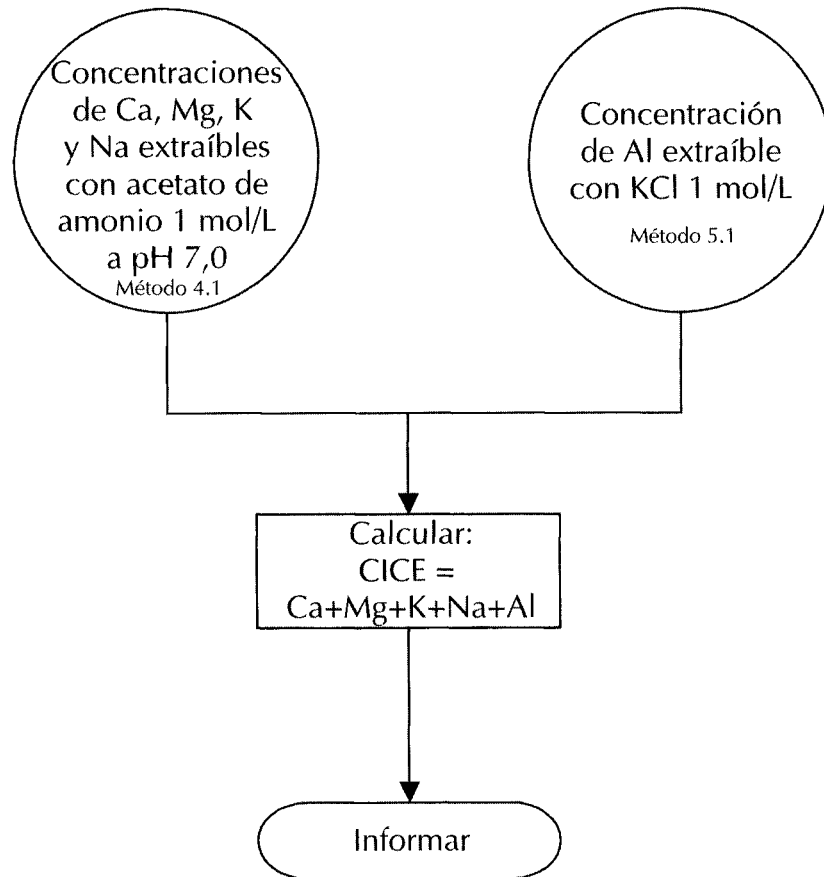 Concentraciones
de Ca, Mg, K
y Na extraíbles
con acetato de
amonio 1 mol/L
a pH 7,0
Método 4.1
Concentración
de Al extraíble
con KCl 1 mol/L
Método 5.1
Calcular:
CICE =
Ca+Mg+K+Na+Al
Informar